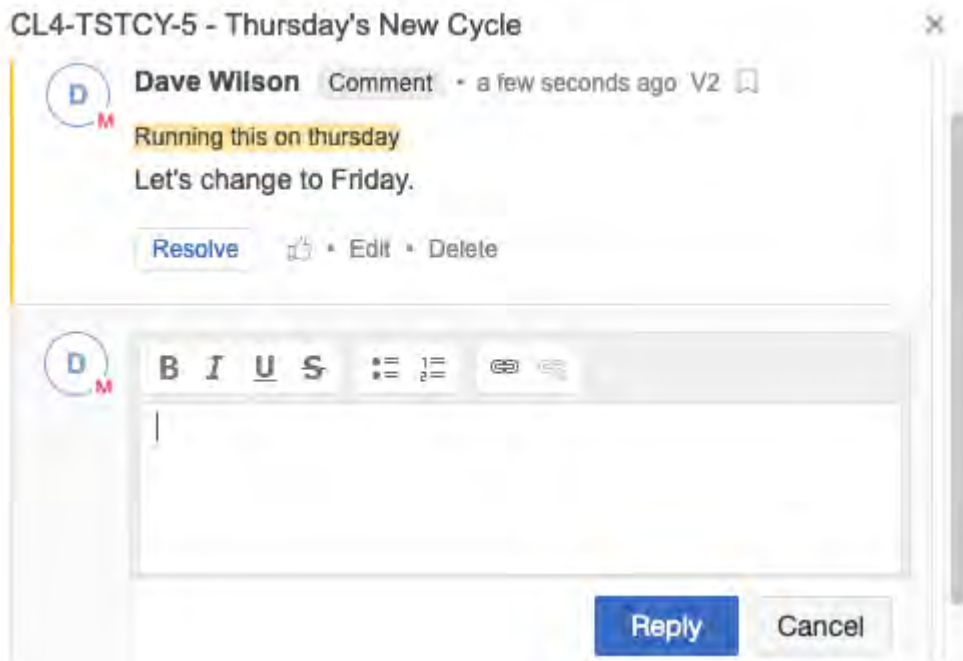 CL4-TSTCY-5 - Thursday's New Cycle
D M Dave Wilson Comment • a few seconds ago V2
Running this on thursday
Let's change to Friday.
Resolve • Edit • Delete
D M B I U S
Reply Cancel